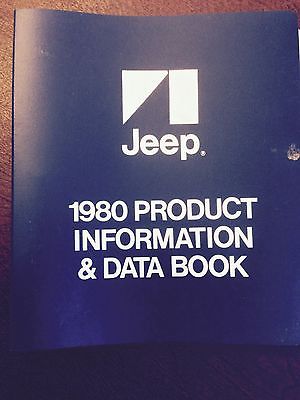 Jeep®
1980 PRODUCT
INFORMATION
& DATA BOOK